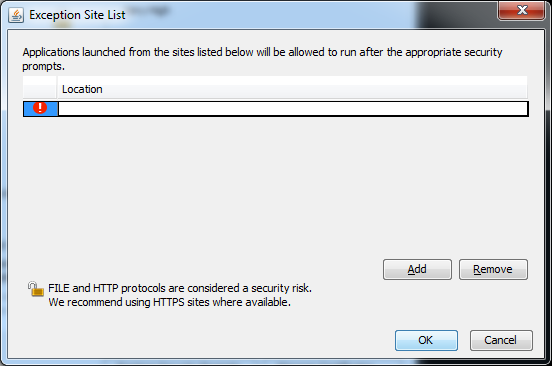 Exception Site List
Applications launched from the sites listed below will be allowed to run after the appropriate security
prompts.
Location
Add
Remove
FILE and HTTP protocols are considered a security risk.
We recommend using HTTPS sites where available.
OK
Cancel